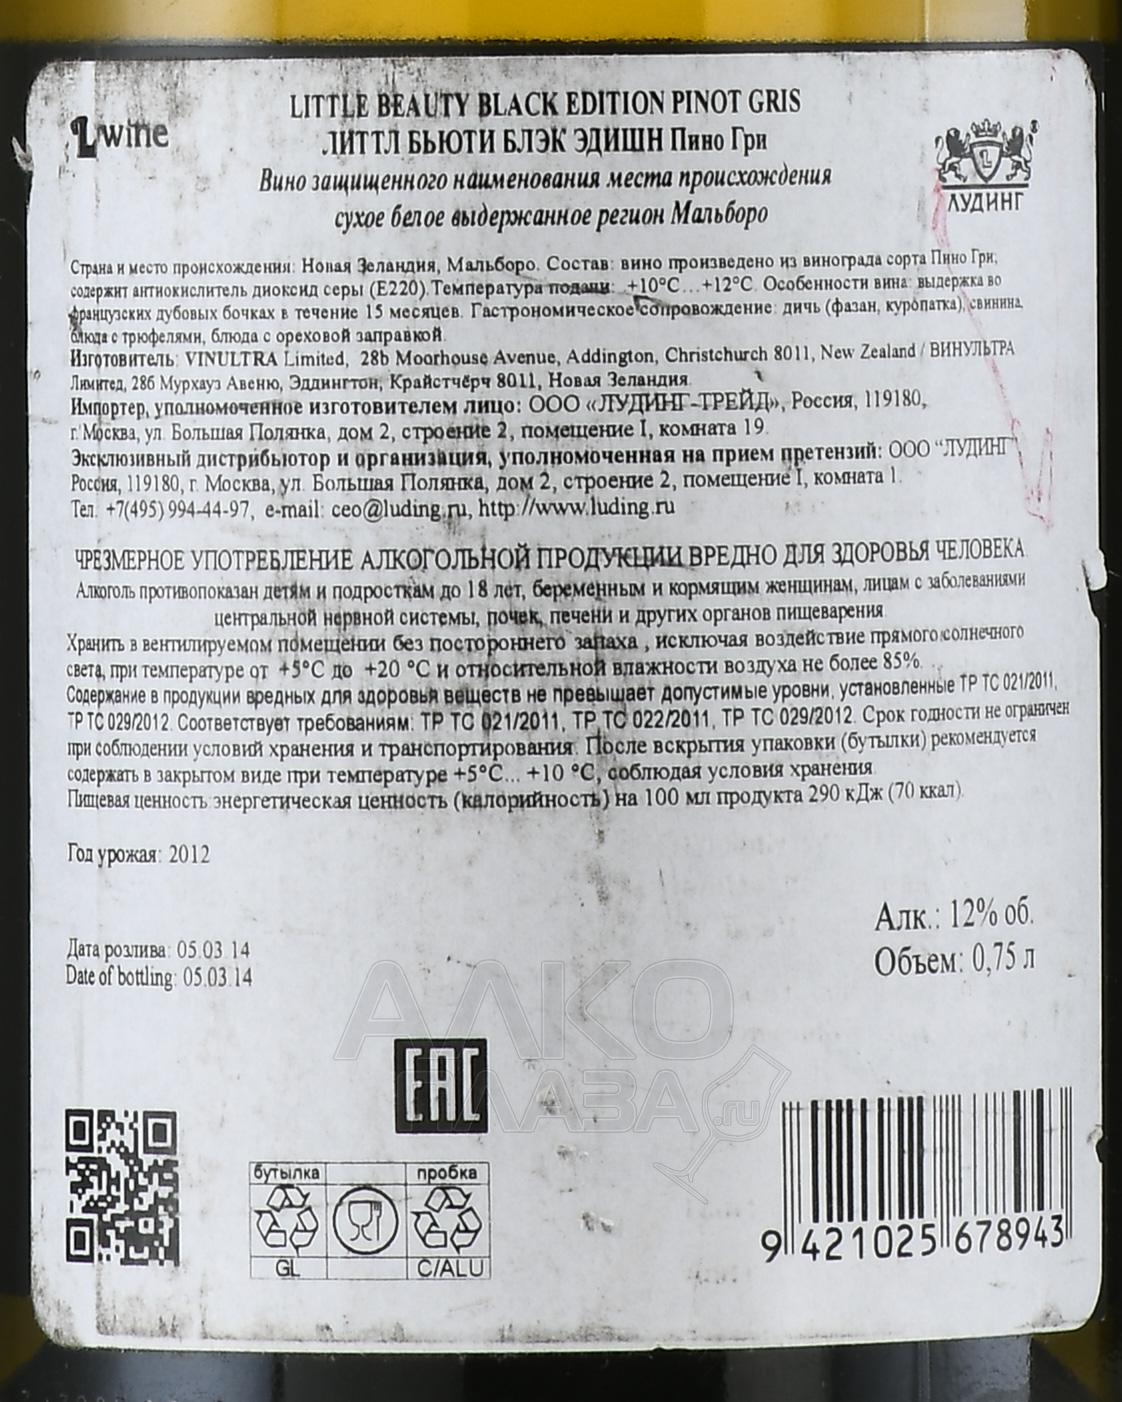 Lwine
LITTLE BEAUTY BLACK EDITION PINOT GRIS
ЛИТТЛ БЬЮТИ БЛЭК ЭДИШН Пино Гри
Вино защищенного наименования места происхождения
сухое белое выдержанное регион Мальборо
ЛУДИНГ
Страна и место происхождения: Новая Зеландия, Мальборо. Состав: вино произведено из винограда сорта Пино Гри;
содержит антиокислитель диоксид серы (Е220).Температура подачи: +10°С...+12°С. Особенности вина: выдержка во
французских дубовых бочках в течение 15 месяцев. Гастрономическое сопровождение: дичь (фазан, куропатка), свинина,
блюда с трюфелями, блюда с ореховой заправкой.
Изготовитель: VINULTRA Limited, 28b Moorhouse Avenue, Addington, Christchurch 8011, New Zealand / ВИНУЛЬТРА
Лимитед, 28б Мурхауз Авеню, Эддингтон, Крайстчёрч 8011, Новая Зеландия.
Импортер, уполномоченное изготовителем лицо: ООО «ЛУДИНГ-ТРЕЙД», Россия, 119180,
г. Москва, ул. Большая Полянка, дом 2, строение 2, помещение I, комната 19.
Эксклюзивный дистрибьютор и организация, уполномоченная на прием претензий: ООО "ЛУДИНГ",
Россия, 119180, г. Москва, ул. Большая Полянка, дом 2, строение 2, помещение I, комната 1.
Тел. +7(495) 994-44-97, e-mail: ceo@luding.ru, http://www.luding.ru
ЧРЕЗМЕРНОЕ УПОТРЕБЛЕНИЕ АЛКОГОЛЬНОЙ ПРОДУКЦИИ ВРЕДНО ДЛЯ ЗДОРОВЬЯ ЧЕЛОВЕКА
Алкоголь противопоказан детям и подросткам до 18 лет, беременным и кормящим женщинам, лицам с заболеваниями
центральной нервной системы, почек, печени и других органов пищеварения
Хранить в вентилируемом помещении без постороннего запаха , исключая воздействие прямого солнечного
света, при температуре от +5°С до +20 °С и относительной влажности воздуха не более 85%.
Содержание в продукции вредных для здоровья веществ не превышает допустимые уровни, установленные ТР ТС 021/2011,
ТР ТС 029/2012. Соответствует требованиям: ТР ТС 021/2011, ТР ТС 022/2011, ТР ТС 029/2012. Срок годности не ограничен
при соблюдении условий хранения и транспортирования. После вскрытия упаковки (бутылки) рекомендуется
содержать в закрытом виде при температуре +5°С... +10 °С, соблюдая условия хранения.
Пищевая ценность:энергетическая ценность (калорийность) на 100 мл продукта 290 кДж (70 ккал).
Год урожая: 2012
Алк.: 12% об.
Объем: 0,75 л
Дата розлива: 05.03.14
Date of bottling: 05.03.14
АЛКО
ПЛАЗА.ru
EAC
бутылка
пробка
GL
C/ALU
9 421025 678943